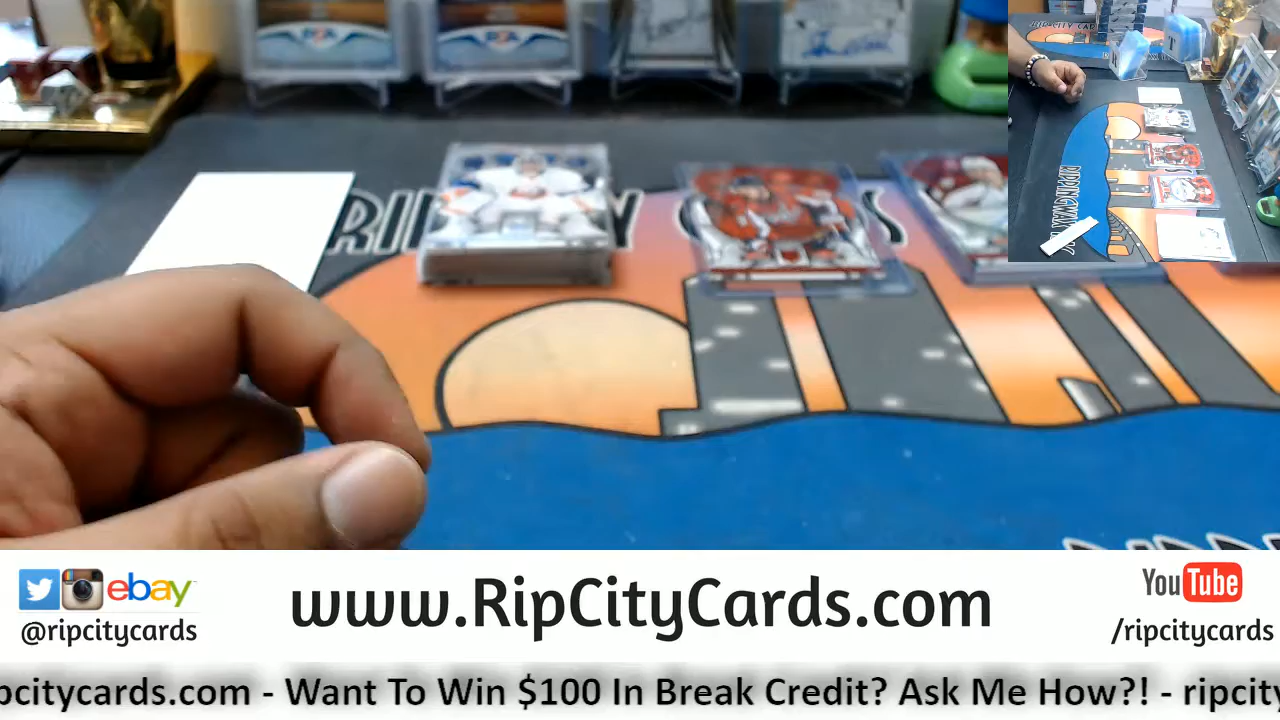 ebay
@ripcitycards
www.RipCityCards.com
YouTube
/ripcitycards
pcitycards.com - Want To Win $100 In Break Credit? Ask Me How?! - ripcity